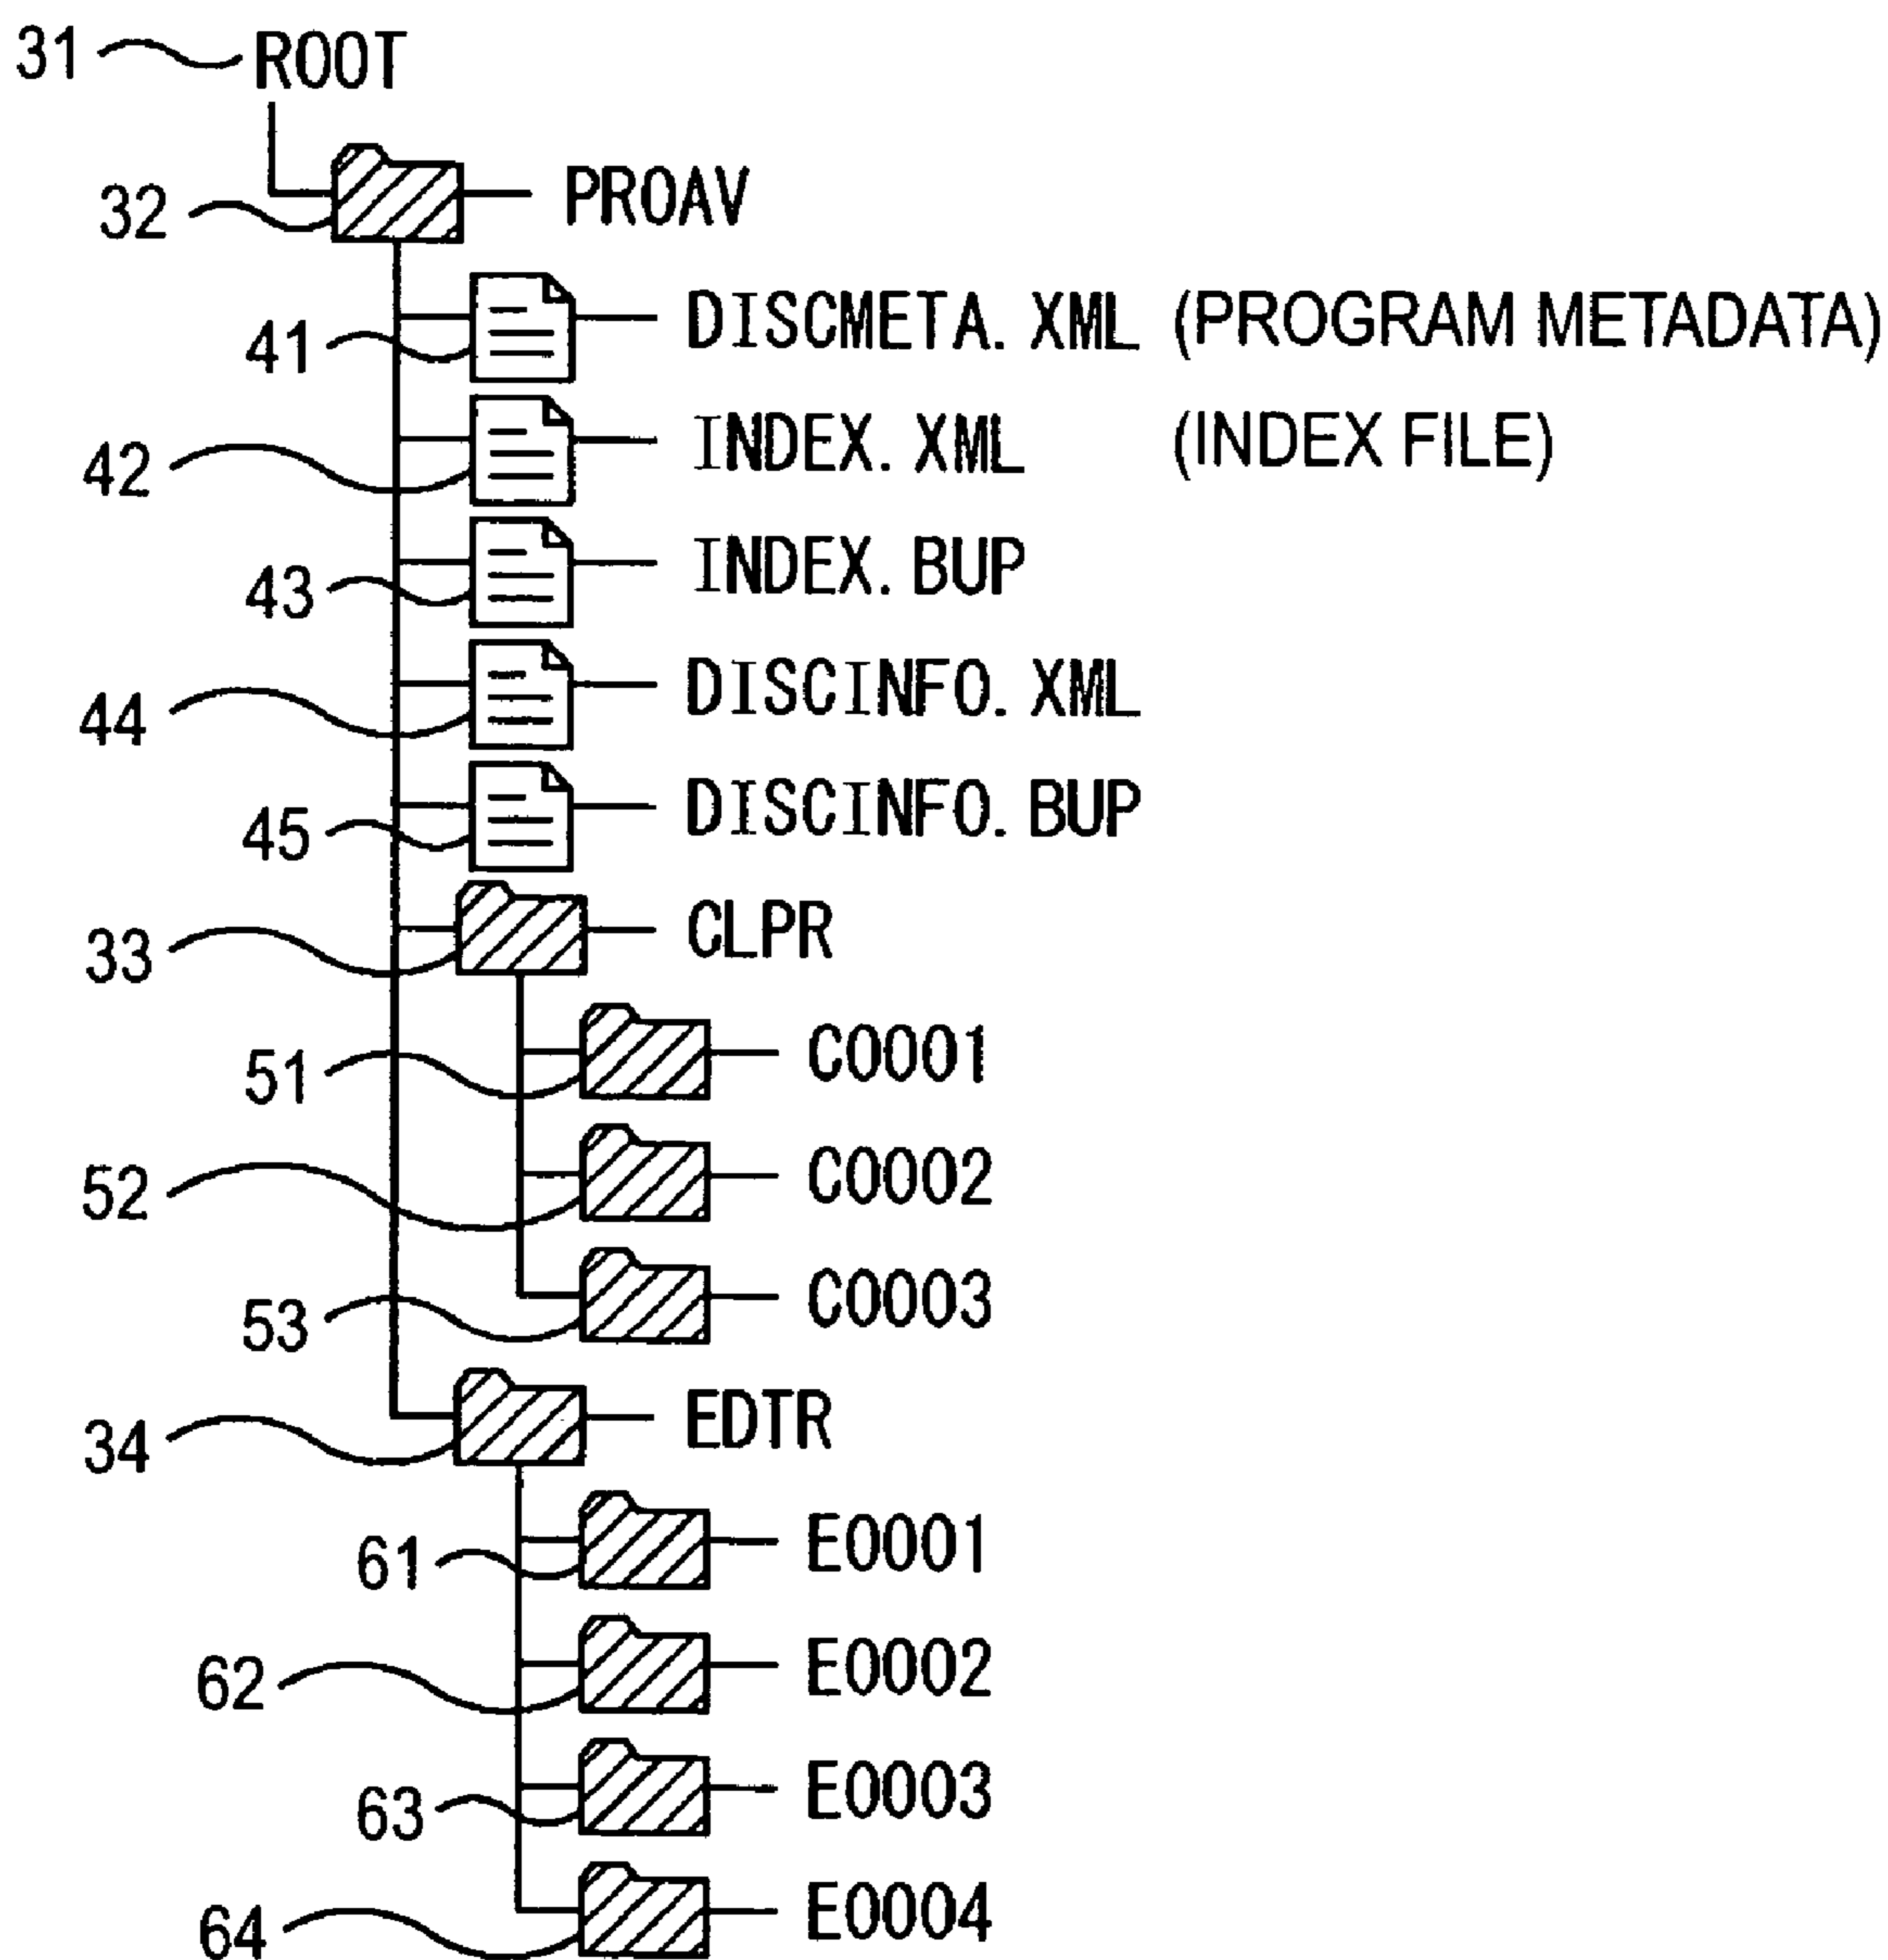 31 ROOT
32 PROAV
41 DISCMETA. XML (PROGRAM METADATA)
42 INDEX. XML (INDEX FILE)
43 INDEX. BUP
44 DISCINFO. XML
45 DISCINFO. BUP
33 CLPR
51 C0001
52 C0002
53 C0003
34 EDTR
61 E0001
62 E0002
63 E0003
64 E0004